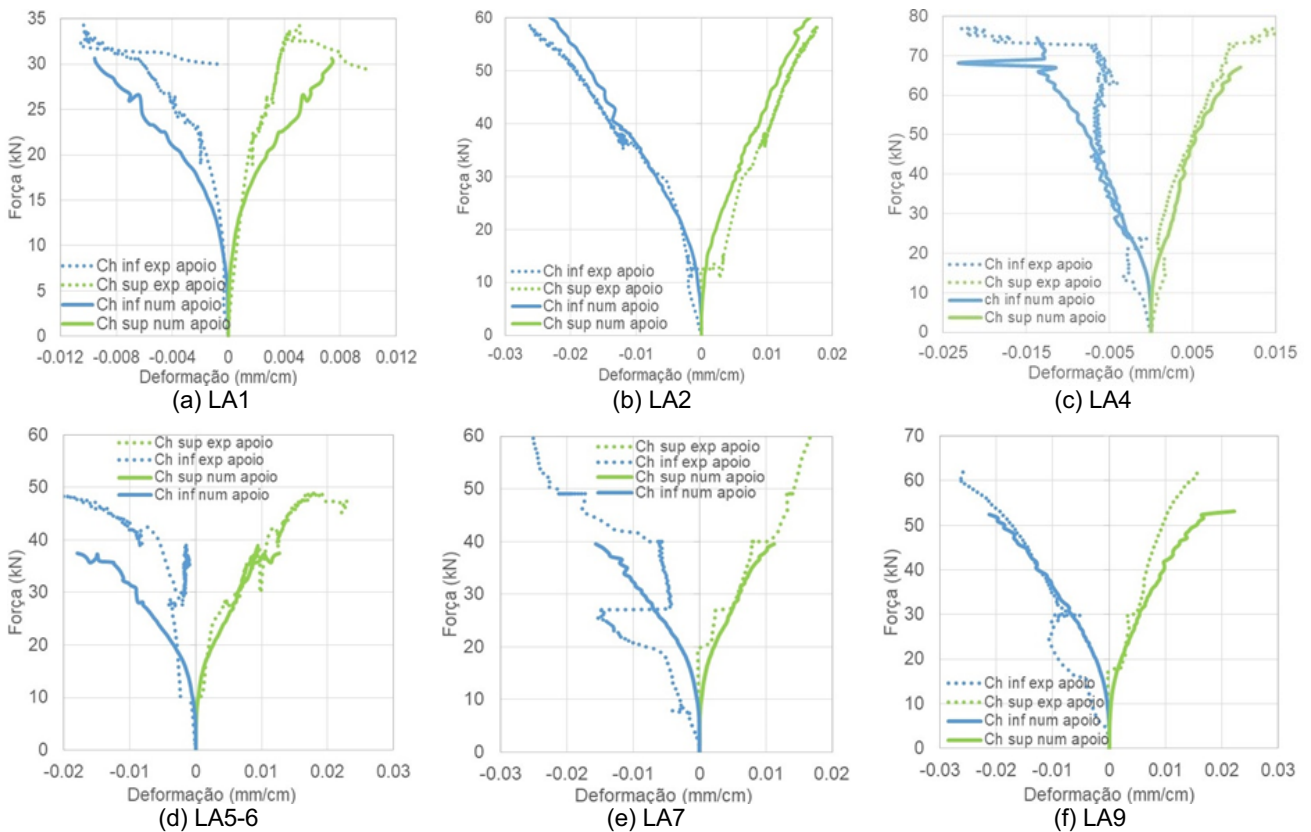 35
30
25
20
15
10
5
0
Força (kN)
Ch inf exp apoio
Ch sup exp apoio
Ch inf num apoio
Ch sup num apoio
-0.012 -0.008 -0.004 0 0.004 0.008 0.012
Deformação (mm/cm)
(a) LA1
60
50
40
30
20
10
0
Força (kN)
Ch inf exp apoio
Ch sup exp apoio
Ch inf num apoio
Ch sup num apoio
-0.03 -0.02 -0.01 0 0.01 0.02
Deformação (mm/cm)
(b) LA2
80
70
60
50
40
30
20
10
0
Força (kN)
Ch inf exp apoio
Ch sup exp apoio
ch inf num apoio
Ch sup num apoio
-0.025 -0.015 -0.005 0.005 0.015
Deformação (mm/cm)
(c) LA4
60
50
40
30
20
10
0
Força (kN)
Ch sup exp apoio
Ch inf exp apoio
Ch sup num apoio
Ch inf num apoio
-0.02 -0.01 0 0.01 0.02 0.03
Deformação (mm/cm)
(d) LA5-6
60
50
40
30
20
10
0
Força (kN)
Ch sup exp apoio
Ch inf exp apoio
Ch sup num apoio
Ch inf num apoio
-0.03 -0.02 -0.01 0 0.01 0.02
Deformação (mm/cm)
(e) LA7
70
60
50
40
30
20
10
0
Força (kN)
Ch inf exp apoio
Ch sup exp apoio
Ch inf num apoio
Ch sup num apoio
-0.03 -0.02 -0.01 0 0.01 0.02 0.03
Deformação (mm/cm)
(f) LA9